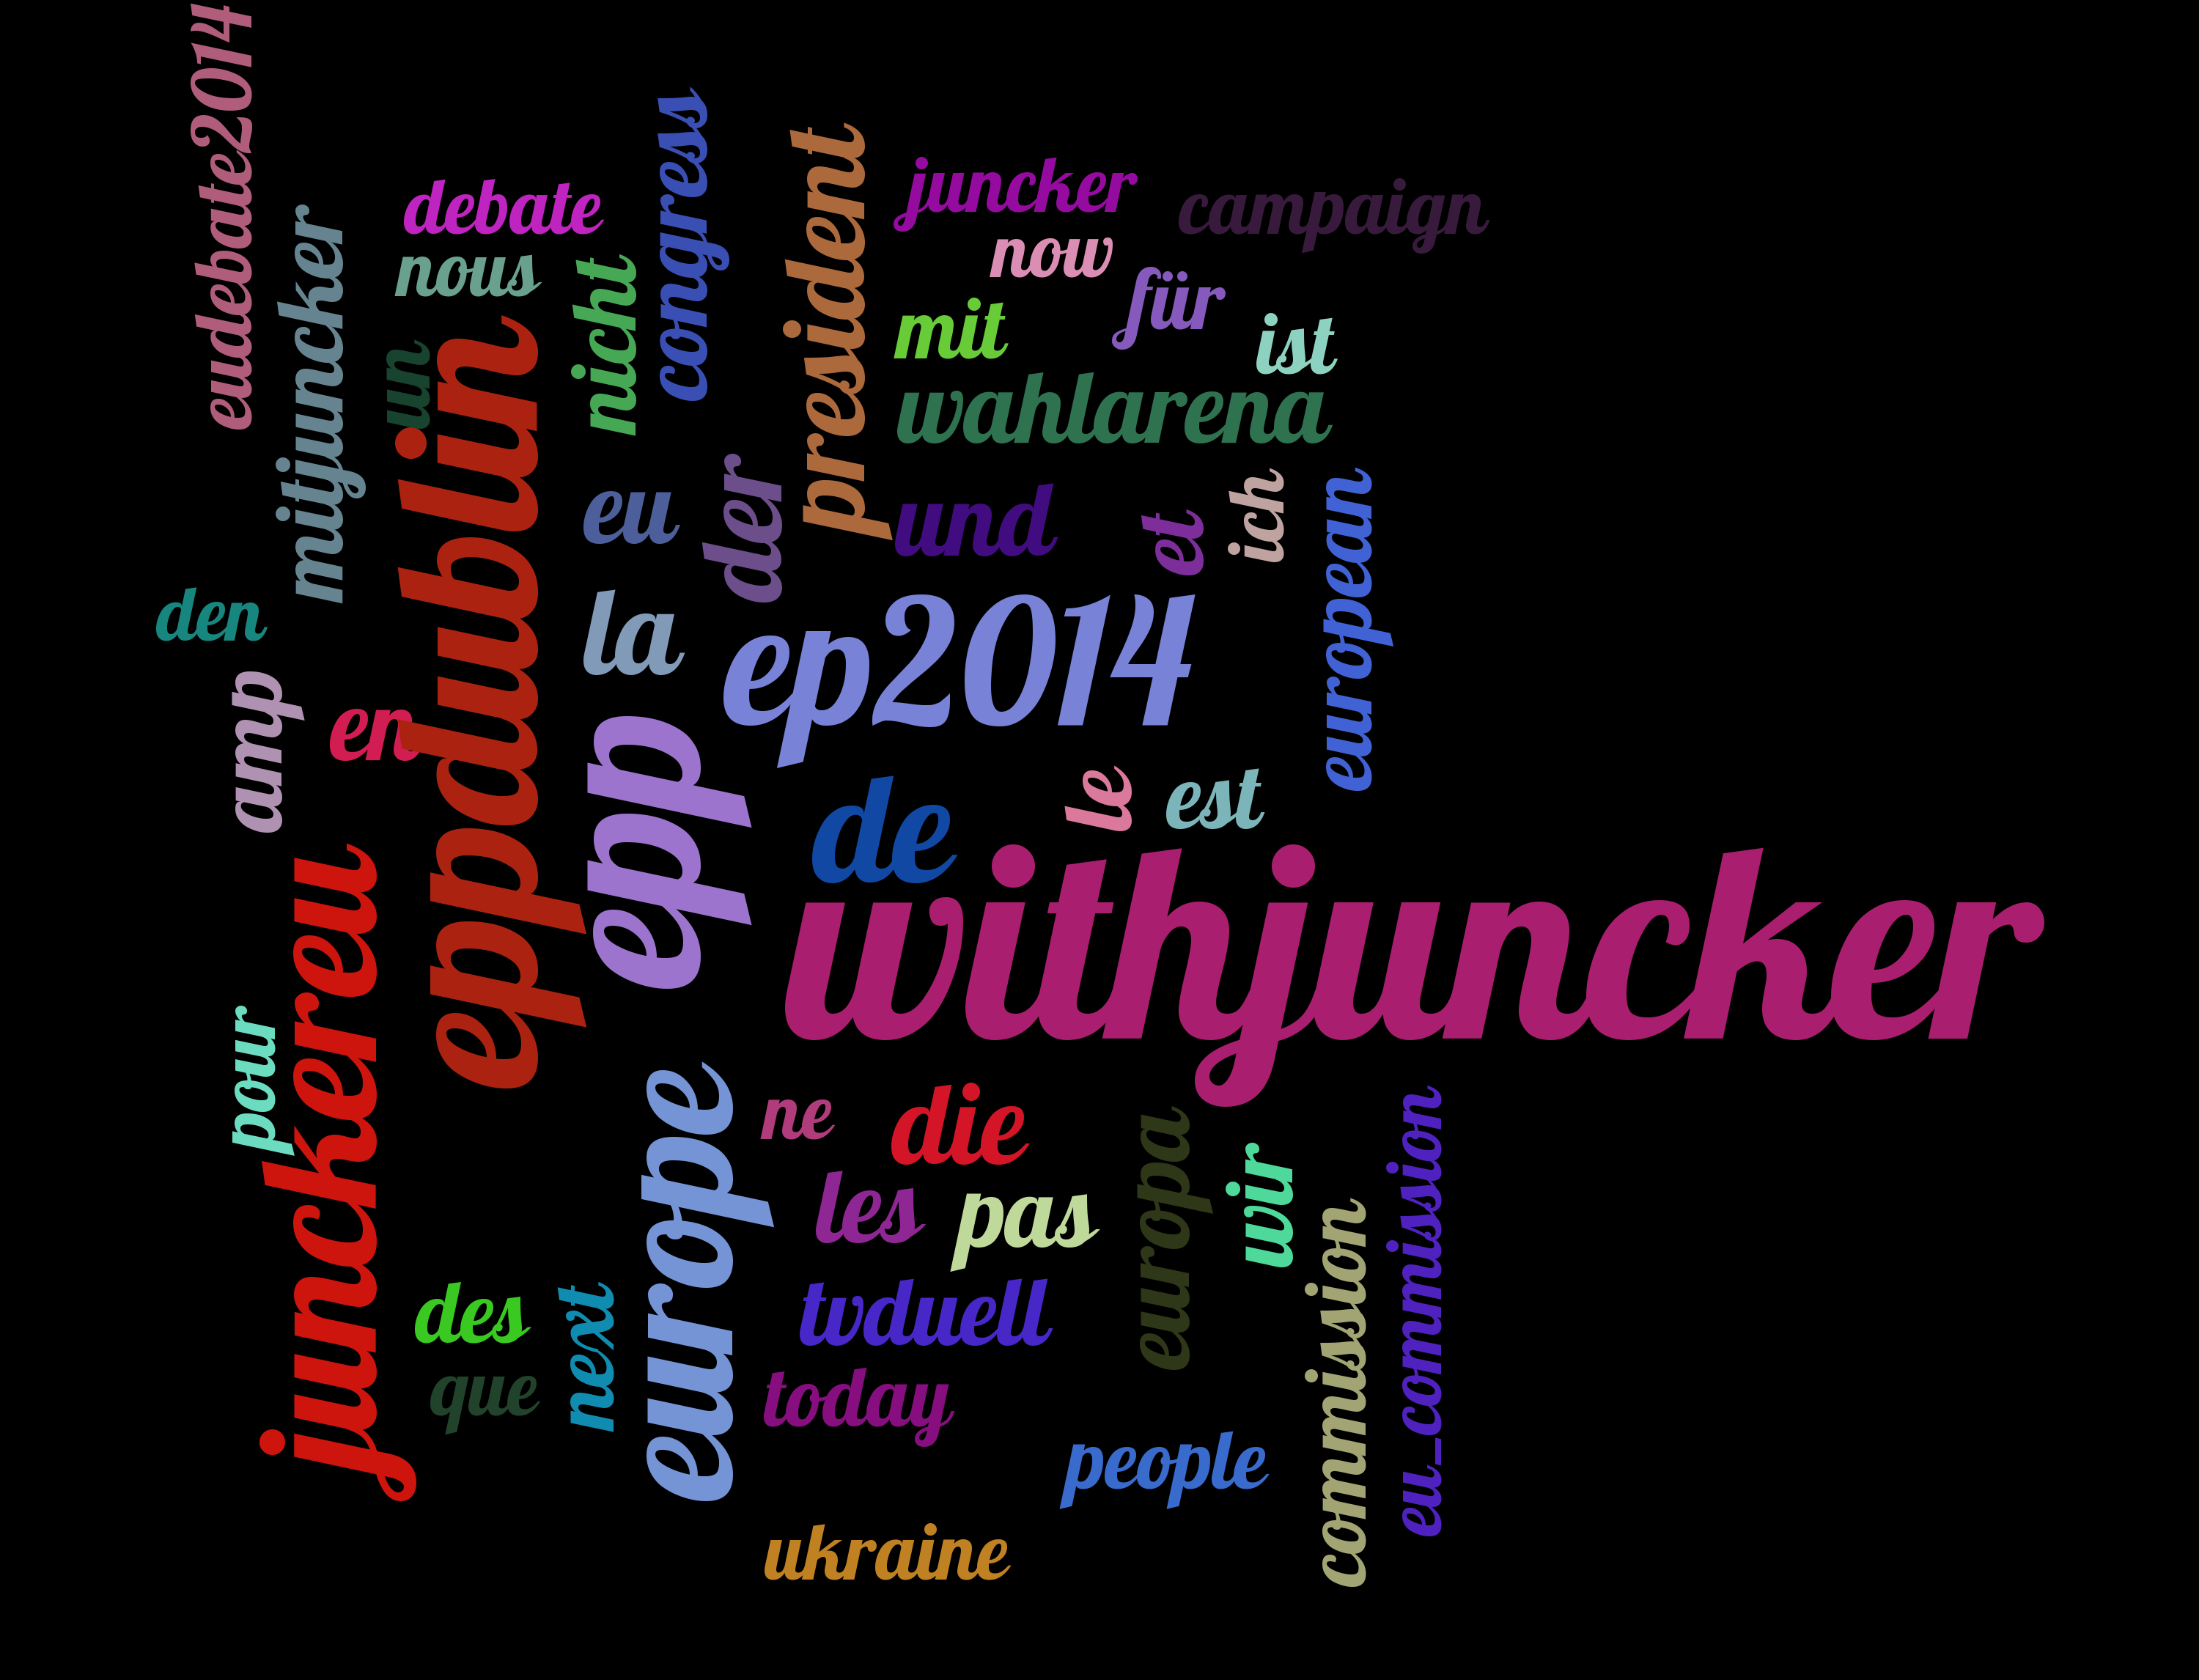 eudebate2014
mitjuncker
debate
nous
un
nicht
congress
president
juncker
campaign
now
für
mit
ist
wahlarena
eu
der
und
et
ich
european
den
la
ep2014
amp
en
eppdublin
epp
de
le
est
withjuncker
junckereu
pour
europe
ne
die
les
pas
europa
wir
eu_commission
commission
des
que
next
tvduell
today
people
ukraine